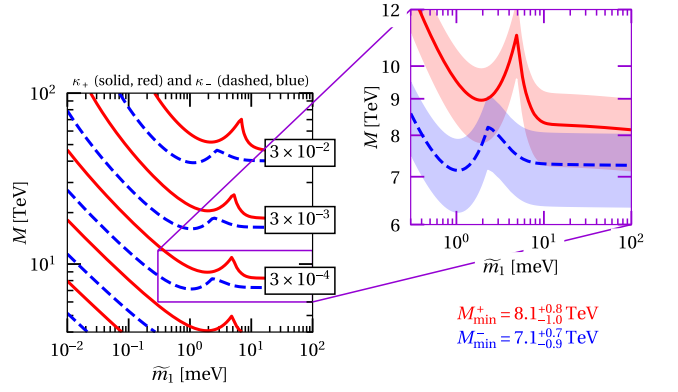 κ₊ (solid, red) and κ₋ (dashed, blue)
10²
10¹
M [TeV]
3×10⁻²
3×10⁻³
3×10⁻⁴
10⁻² 10⁻¹ 10⁰ 10¹ 10²
m̃₁ [meV]
12
10
9
8
7
6
M [TeV]
10⁰ 10¹ 10²
m̃₁ [meV]
M⁺min = 8.1+0.8−1.0 TeV
M⁻min = 7.1+0.7−0.9 TeV